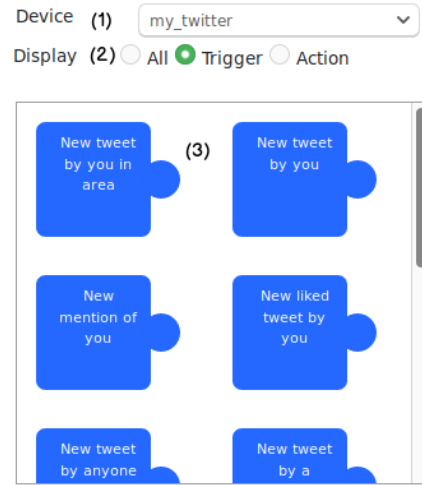 Device (1) my_twitter
Display (2) All Trigger Action
(3)
New tweet
by you in
area
New tweet
by you
New
mention of
you
New liked
tweet by
you
New tweet
by anyone
New tweet
by a